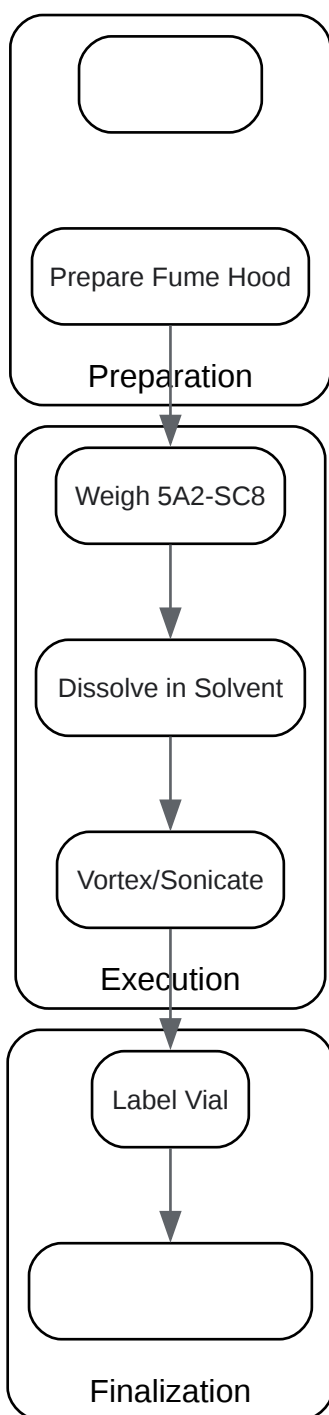 Prepare Fume Hood
Preparation
Weigh 5A2-SC8
Dissolve in Solvent
Vortex/Sonicate
Execution
Label Vial
Finalization